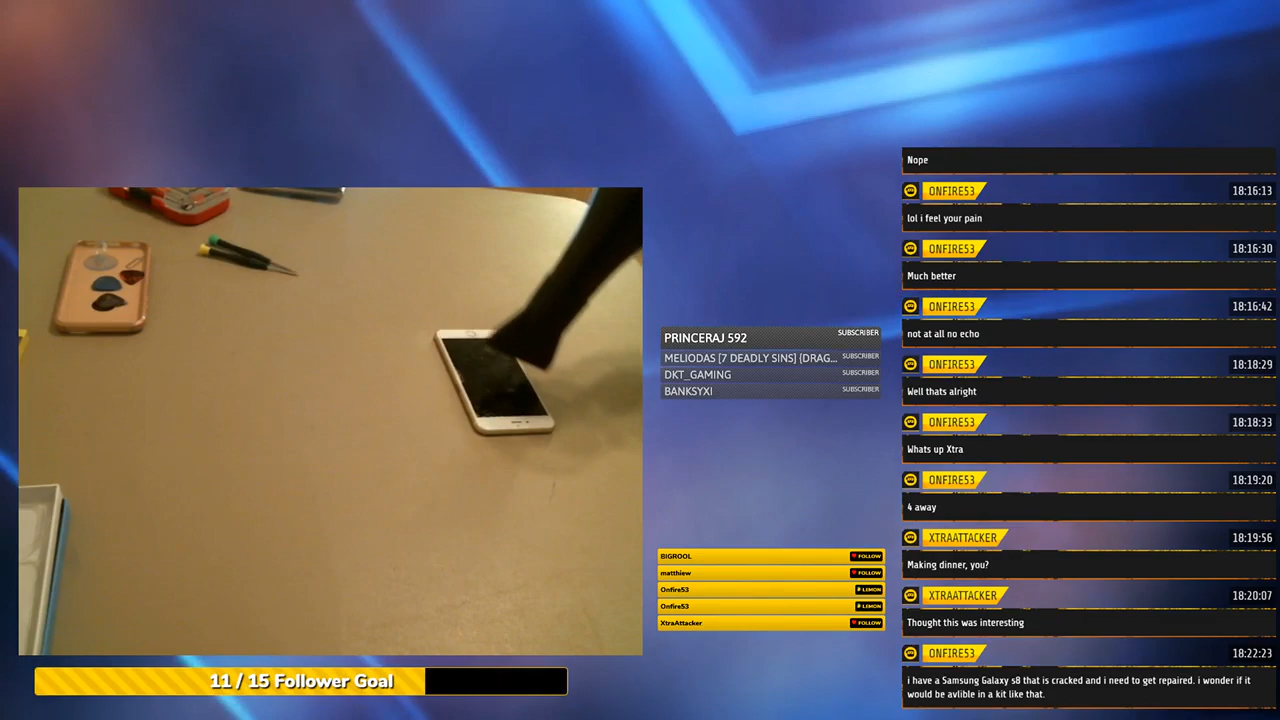 Nope
ONFIRE53 18:16:13
lol i feel your pain
ONFIRE53 18:16:30
Much better
ONFIRE53 18:16:42
not at all no echo
ONFIRE53 18:18:29
Well thats alright
ONFIRE53 18:18:33
Whats up Xtra
ONFIRE53 18:19:20
4 away
XTRAATTACKER 18:19:56
Making dinner, you?
XTRAATTACKER 18:20:07
Thought this was interesting
ONFIRE53 18:22:23
i have a Samsung Galaxy s8 that is cracked and i need to get repaired. i wonder if it
would be avlible in a kit like that.
PRINCERAJ 592 SUBSCRIBER
MELIODAS [7 DEADLY SINS] (DRAG... SUBSCRIBER
DKT_GAMING SUBSCRIBER
BANKSYXI SUBSCRIBER
BIGROOL FOLLOW
matthiew FOLLOW
Onfire53 LEMON
Onfire53 LEMON
XtraAttacker FOLLOW
11 / 15 Follower Goal